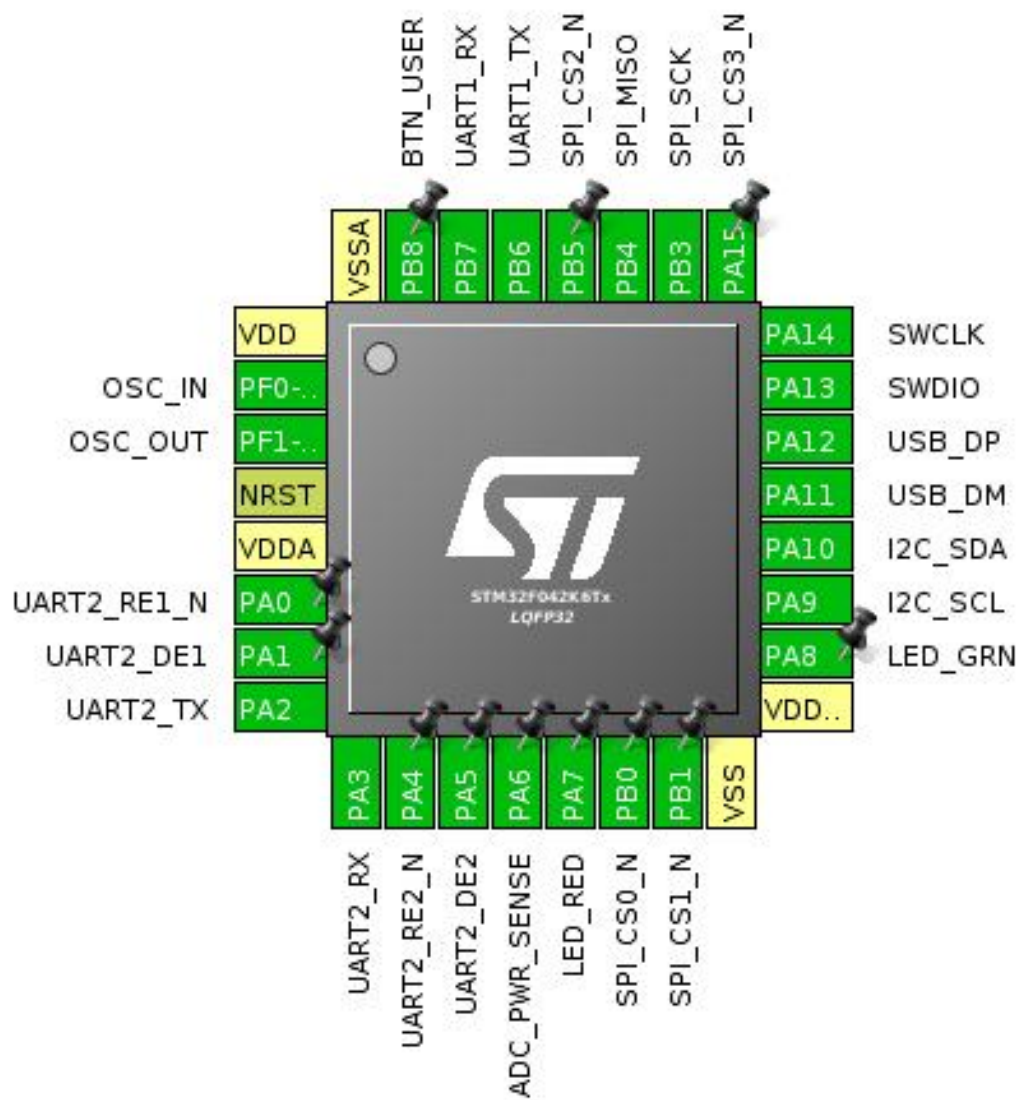 BTN_USER
UART1_RX
UART1_TX
SPI_CS2_N
SPI_MISO
SPI_SCK
SPI_CS3_N
VSSA
PB8
PB7
PB6
PB5
PB4
PB3
PA15
VDD
OSC_IN PF0-..
OSC_OUT PF1-..
NRST
VDDA
UART2_RE1_N PA0
UART2_DE1 PA1
UART2_TX PA2
PA14 SWCLK
PA13 SWDIO
PA12 USB_DP
PA11 USB_DM
PA10 I2C_SDA
PA9 I2C_SCL
PA8 LED_GRN
VDD..
ST
STM32F042K6Tx
LQFP32
PA3
PA4
PA5
PA6
PA7
PB0
PB1
VSS
UART2_RX
UART2_RE2_N
UART2_DE2
ADC_PWR_SENSE
LED_RED
SPI_CS0_N
SPI_CS1_N